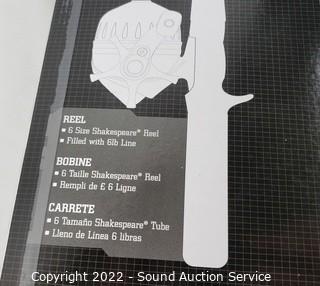 REEL
▪ 6 Size Shakespeare® Reel
▪ Filled with 6lb Line
BOBINE
▪ 6 Taille Shakespeare® Reel
▪ Rempli de £ 6 Ligne
CARRETE
▪ 6 Tamaño Shakespeare® Tube
▪ Lleno de Línea 6 libras
Copyright 2022 - Sound Auction Service